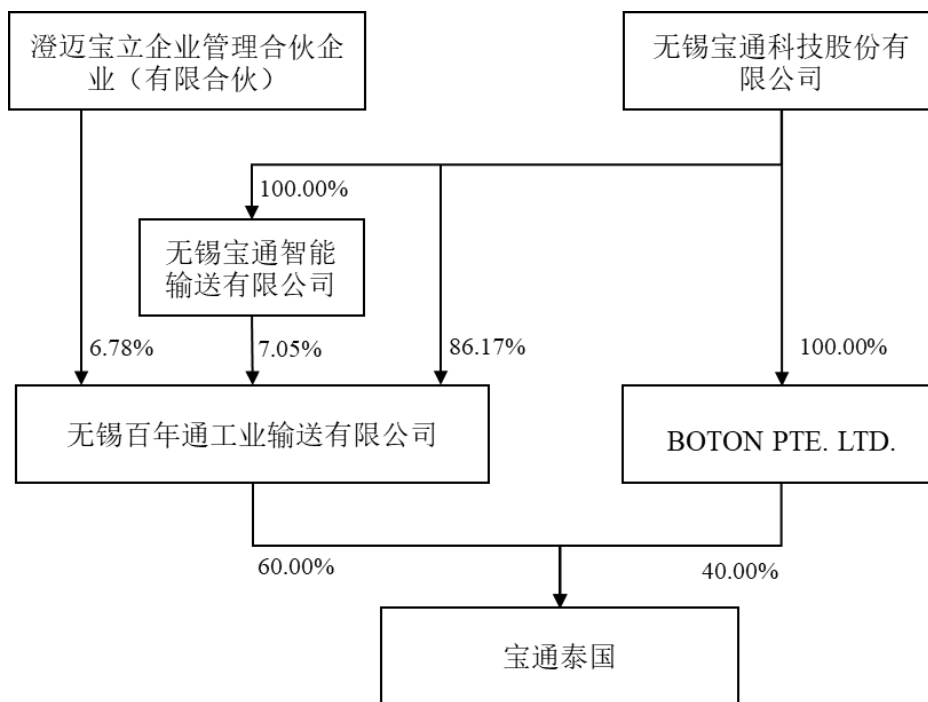 澄迈宝立企业管理合伙企
业（有限合伙）
无锡宝通科技股份有
限公司
100.00%
无锡宝通智能
输送有限公司
6.78%
7.05%
86.17%
100.00%
无锡百年通工业输送有限公司
BOTON PTE. LTD.
60.00%
40.00%
宝通泰国